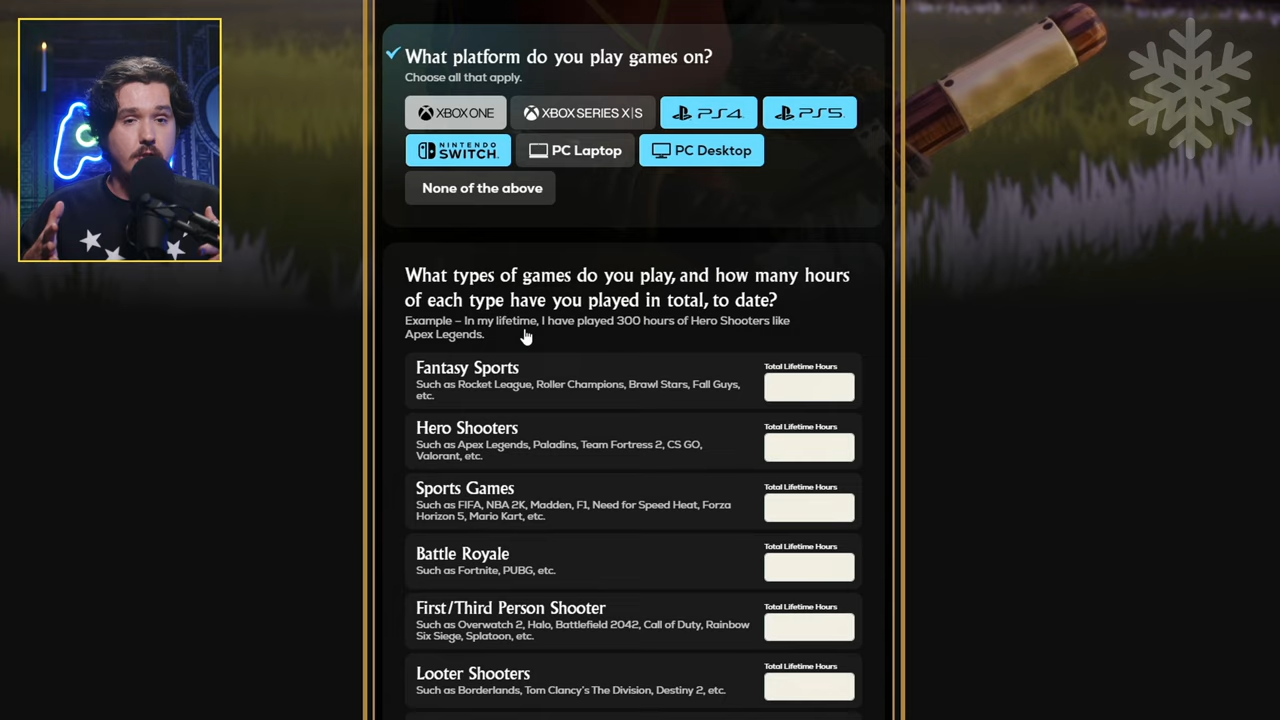 What platform do you play games on?
Choose all that apply.
XBOX ONE
XBOX SERIES X|S
PS4
PS5
NINTENDO
SWITCH
PC Laptop
PC Desktop
None of the above
What types of games do you play, and how many hours
of each type have you played in total, to date?
Example – In my lifetime, I have played 300 hours of Hero Shooters like
Apex Legends.
Fantasy Sports
Such as Rocket League, Roller Champions, Brawl Stars, Fall Guys,
etc.
Total Lifetime Hours
Hero Shooters
Such as Apex Legends, Paladins, Team Fortress 2, CS GO,
Valorant, etc.
Total Lifetime Hours
Sports Games
Such as FIFA, NBA 2K, Madden, F1, Need for Speed Heat, Forza
Horizon 5, Mario Kart, etc.
Total Lifetime Hours
Battle Royale
Such as Fortnite, PUBG, etc.
Total Lifetime Hours
First/Third Person Shooter
Such as Overwatch 2, Halo, Battlefield 2042, Call of Duty, Rainbow
Six Siege, Splatoon, etc.
Total Lifetime Hours
Looter Shooters
Such as Borderlands, Tom Clancy's The Division, Destiny 2, etc.
Total Lifetime Hours